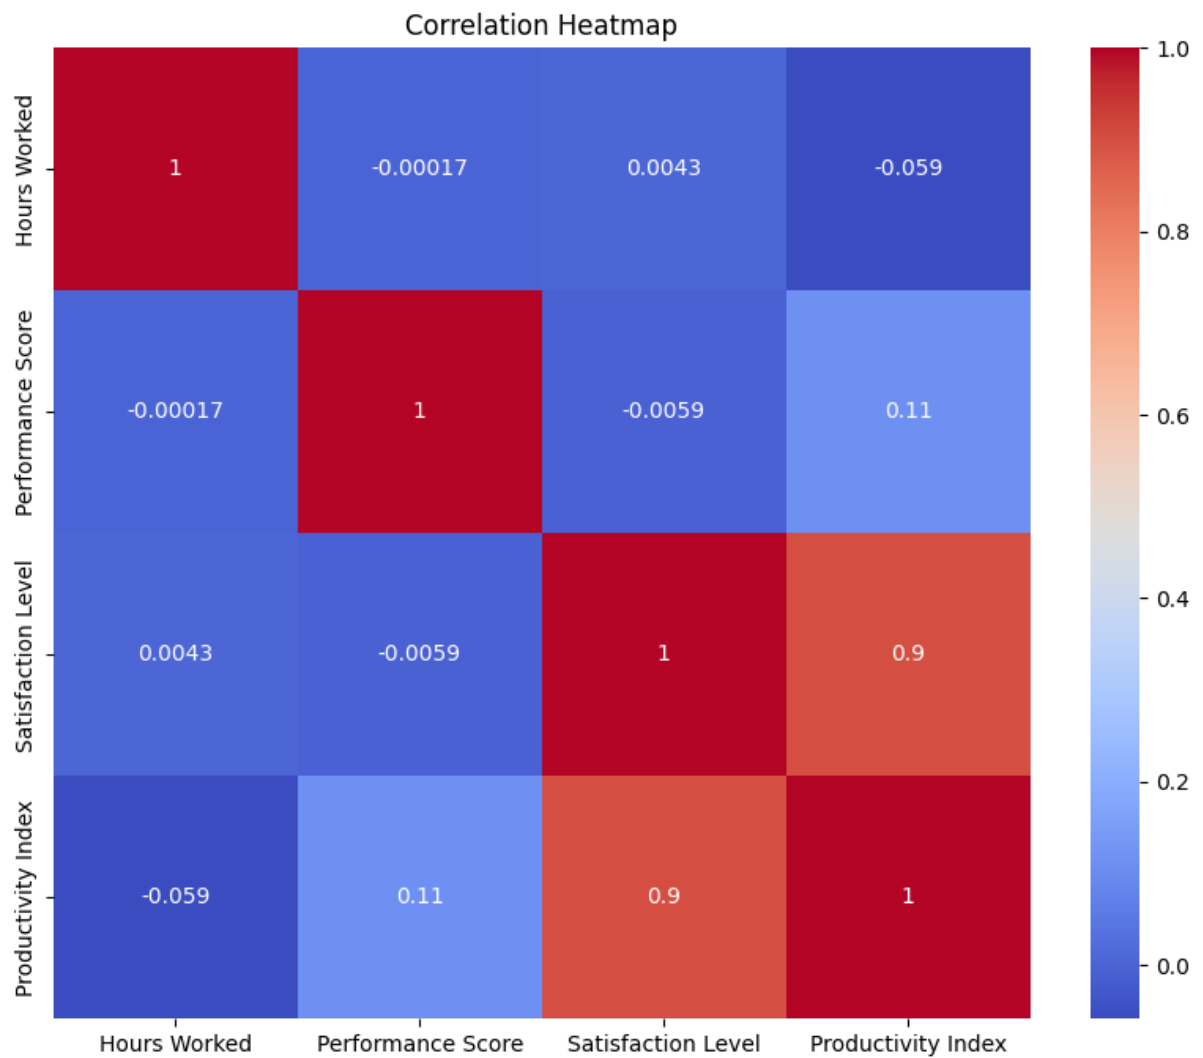 Correlation Heatmap
Hours Worked
1
-0.00017
0.0043
-0.059
Performance Score
-0.00017
1
-0.0059
0.11
Satisfaction Level
0.0043
-0.0059
1
0.9
Productivity Index
-0.059
0.11
0.9
1
Hours Worked
Performance Score
Satisfaction Level
Productivity Index
1.0
0.8
0.6
0.4
0.2
0.0